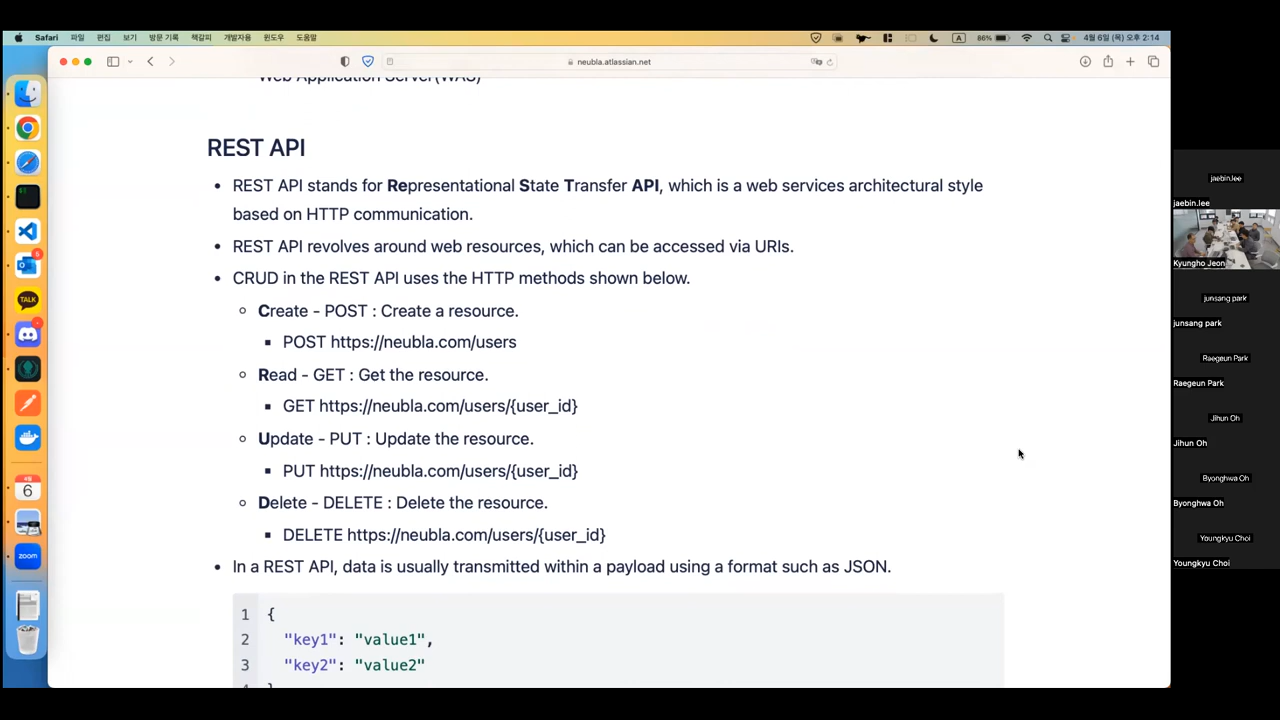 Safari 파일 편집 보기 방문 기록 책갈피 개발자용 윈도우 도움말
A 86% 4월 6일 (목) 오후 2:14
neubla.atlassian.net
Web Application Server(WAS)
REST API
• REST API stands for Representational State Transfer API, which is a web services architectural style
based on HTTP communication.
• REST API revolves around web resources, which can be accessed via URIs.
• CRUD in the REST API uses the HTTP methods shown below.
Create - POST : Create a resource.
POST https://neubla.com/users
Read - GET : Get the resource.
GET https://neubla.com/users/{user_id}
Update - PUT : Update the resource.
PUT https://neubla.com/users/{user_id}
Delete - DELETE : Delete the resource.
DELETE https://neubla.com/users/{user_id}
• In a REST API, data is usually transmitted within a payload using a format such as JSON.
1 {
2 "key1": "value1",
3 "key2": "value2"
TALK
6
zoom
jaebin.lee
jaebin.lee
Kyungho Jeon
junsang park
junsang park
Raegeun Park
Raegeun Park
Jihun Oh
Jihun Oh
Byonghwa Oh
Byonghwa Oh
Youngkyu Choi
Youngkyu Choi